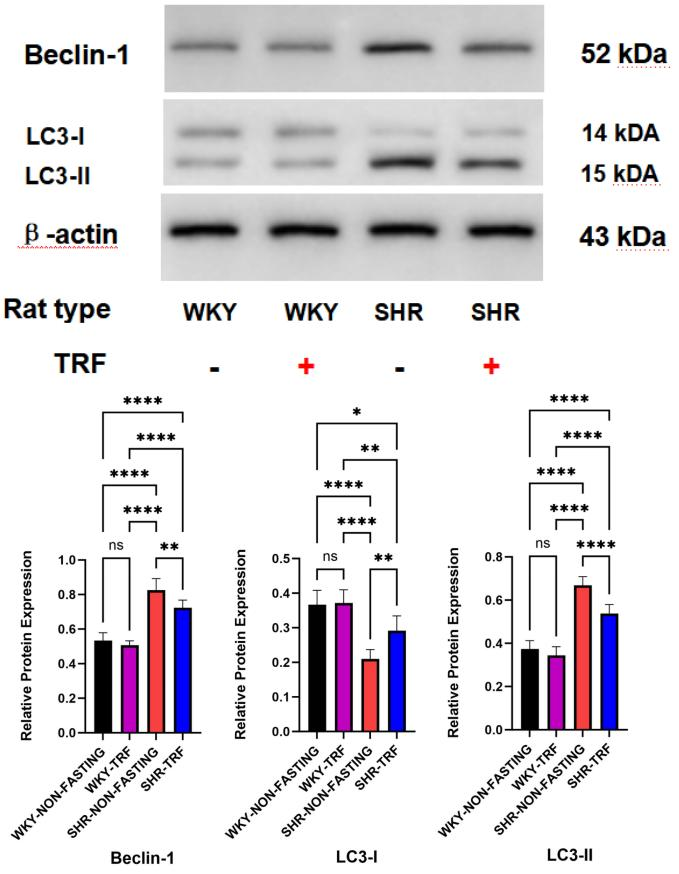 Beclin-1 52 kDa
LC3-I 14 kDA
LC3-II 15 kDA
β-actin 43 kDa
Rat type WKY WKY SHR SHR
TRF - + - +
**** * ****
**** ** ****
**** **** ****
**** **** ****
ns ** ns ** ns ****
Relative Protein Expression
1.0
0.8
0.6
0.4
0.2
0.0
WKY-NON-FASTING
WKY-TRF
SHR-NON-FASTING
SHR-TRF
Beclin-1
Relative Protein Expression
0.5
0.4
0.3
0.2
0.1
0.0
WKY-NON-FASTING
WKY-TRF
SHR-NON-FASTING
SHR-TRF
LC3-I
Relative Protein Expression
0.8
0.6
0.4
0.2
0.0
WKY-NON-FASTING
WKY-TRF
SHR-NON-FASTING
SHR-TRF
LC3-II